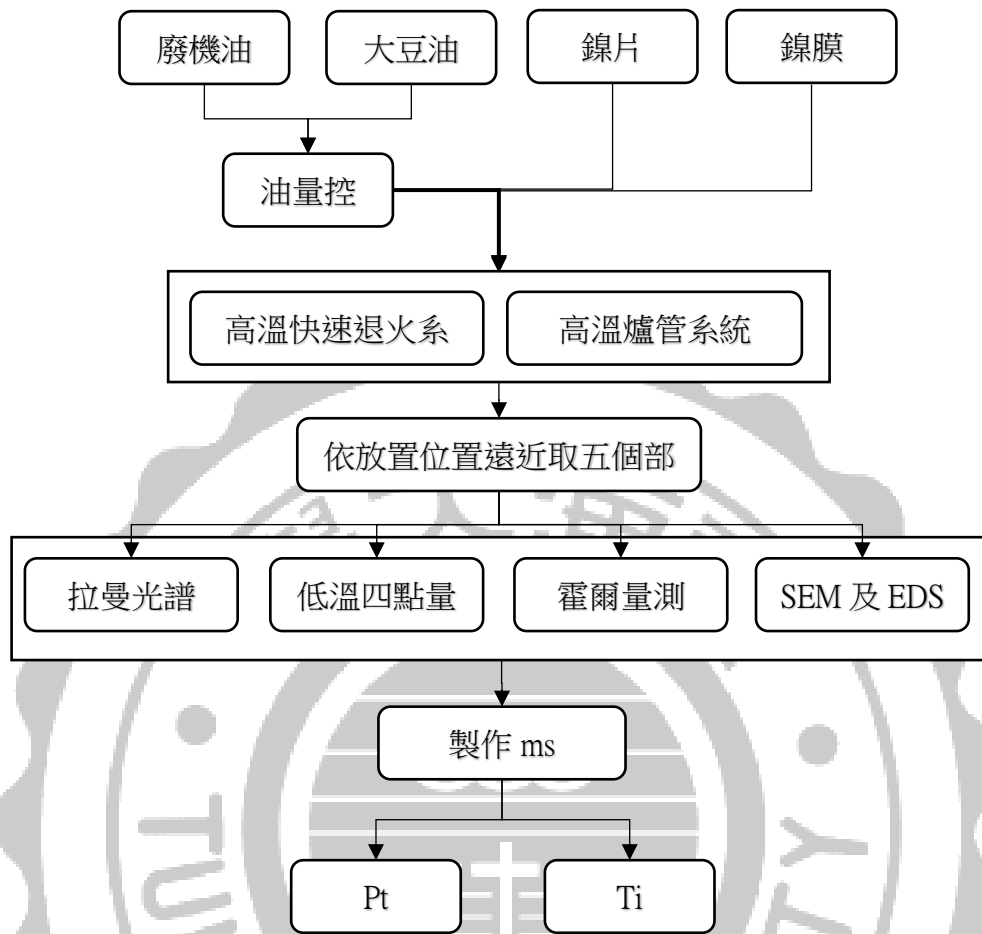 廢機油
大豆油
鎳片
鎳膜
油量控
高溫快速退火系
高溫爐管系統
依放置位置遠近取五個部
拉曼光譜
低溫四點量
霍爾量測
SEM 及 EDS
製作 ms
Pt
Ti